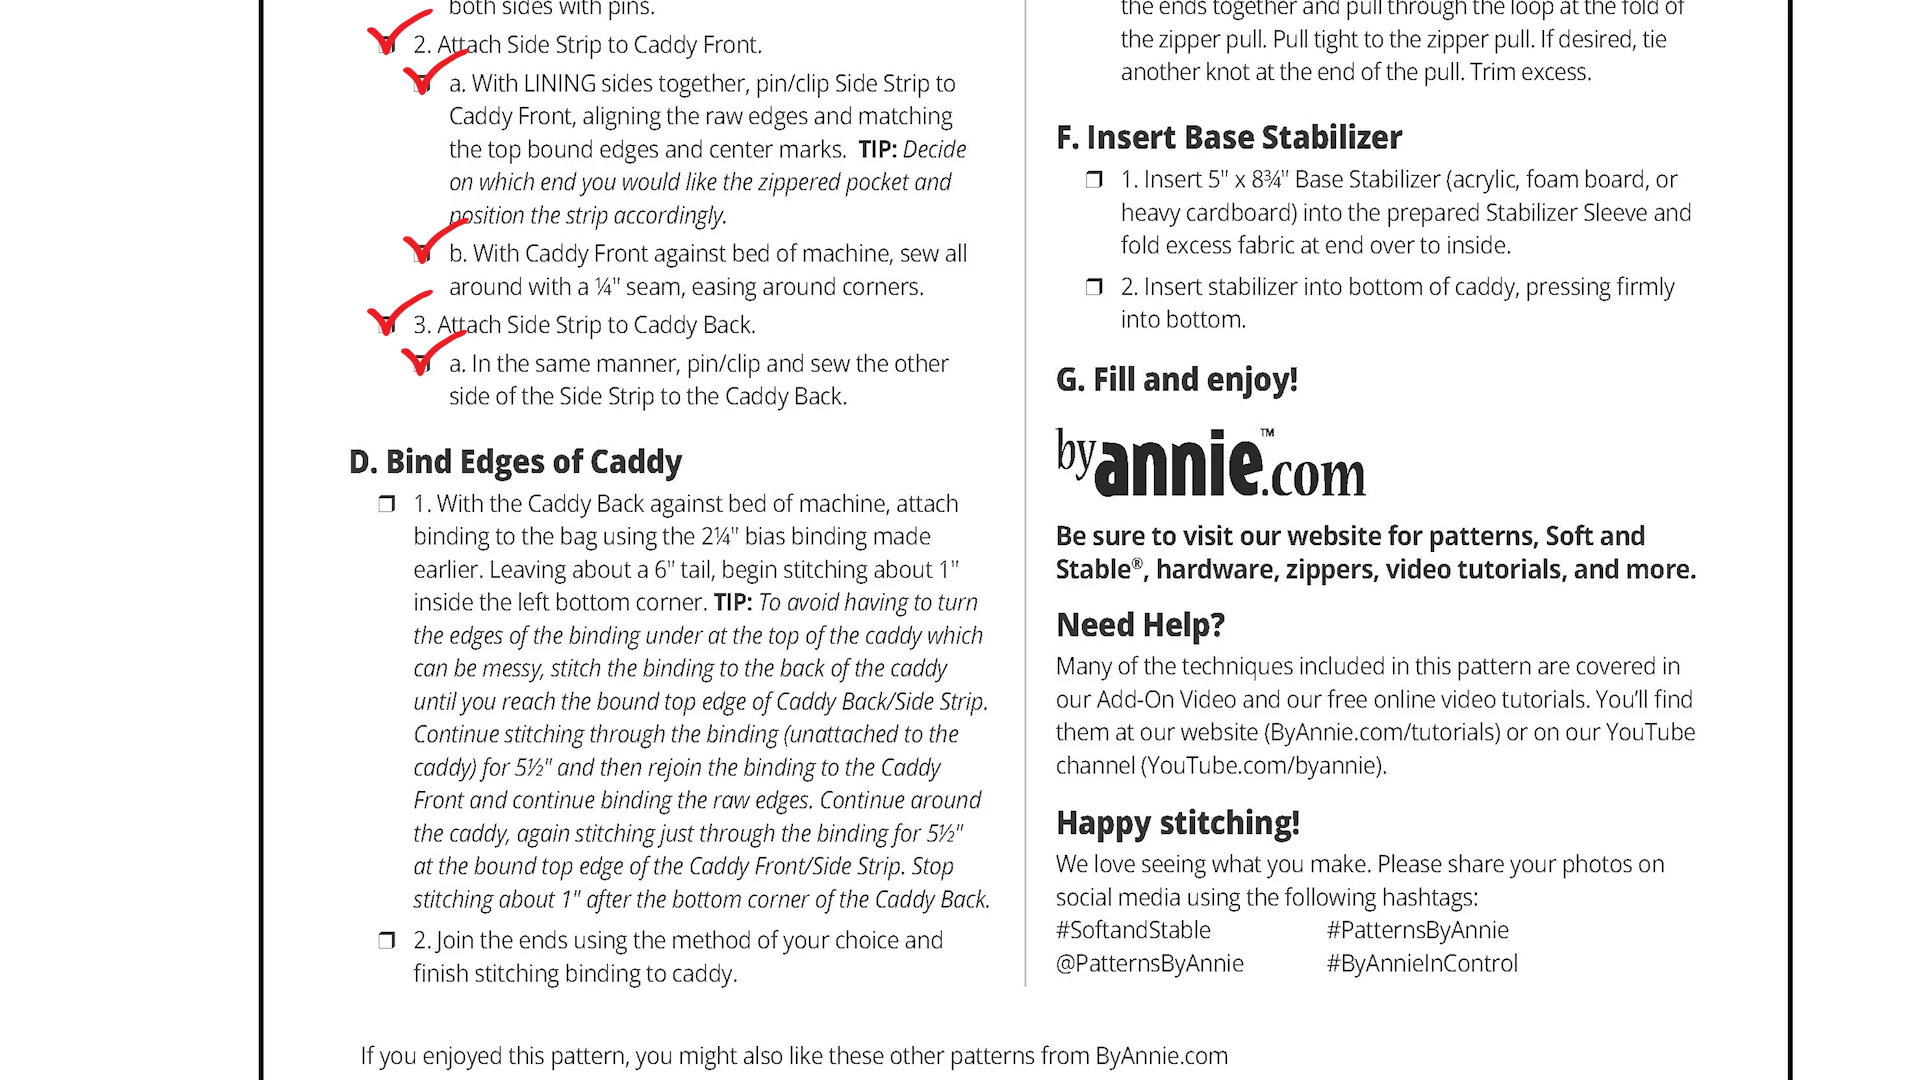 both sides with pins.
2. Attach Side Strip to Caddy Front.
a. With LINING sides together, pin/clip Side Strip to
Caddy Front, aligning the raw edges and matching
the top bound edges and center marks. TIP: Decide
on which end you would like the zippered pocket and
position the strip accordingly.
b. With Caddy Front against bed of machine, sew all
around with a ¼" seam, easing around corners.
3. Attach Side Strip to Caddy Back.
a. In the same manner, pin/clip and sew the other
side of the Side Strip to the Caddy Back.
D. Bind Edges of Caddy
1. With the Caddy Back against bed of machine, attach
binding to the bag using the 2¼" bias binding made
earlier. Leaving about a 6" tail, begin stitching about 1"
inside the left bottom corner. TIP: To avoid having to turn
the edges of the binding under at the top of the caddy which
can be messy, stitch the binding to the back of the caddy
until you reach the bound top edge of Caddy Back/Side Strip.
Continue stitching through the binding (unattached to the
caddy) for 5½" and then rejoin the binding to the Caddy
Front and continue binding the raw edges. Continue around
the caddy, again stitching just through the binding for 5½"
at the bound top edge of the Caddy Front/Side Strip. Stop
stitching about 1" after the bottom corner of the Caddy Back.
2. Join the ends using the method of your choice and
finish stitching binding to caddy.
the ends together and pull through the loop at the fold of
the zipper pull. Pull tight to the zipper pull. If desired, tie
another knot at the end of the pull. Trim excess.
F. Insert Base Stabilizer
1. Insert 5" x 8¾" Base Stabilizer (acrylic, foam board, or
heavy cardboard) into the prepared Stabilizer Sleeve and
fold excess fabric at end over to inside.
2. Insert stabilizer into bottom of caddy, pressing firmly
into bottom.
G. Fill and enjoy!
byannie.com™
Be sure to visit our website for patterns, Soft and
Stable®, hardware, zippers, video tutorials, and more.
Need Help?
Many of the techniques included in this pattern are covered in
our Add-On Video and our free online video tutorials. You’ll find
them at our website (ByAnnie.com/tutorials) or on our YouTube
channel (YouTube.com/byannie).
Happy stitching!
We love seeing what you make. Please share your photos on
social media using the following hashtags:
#SoftandStable #PatternsByAnnie
@PatternsByAnnie #ByAnnieInControl
If you enjoyed this pattern, you might also like these other patterns from ByAnnie.com